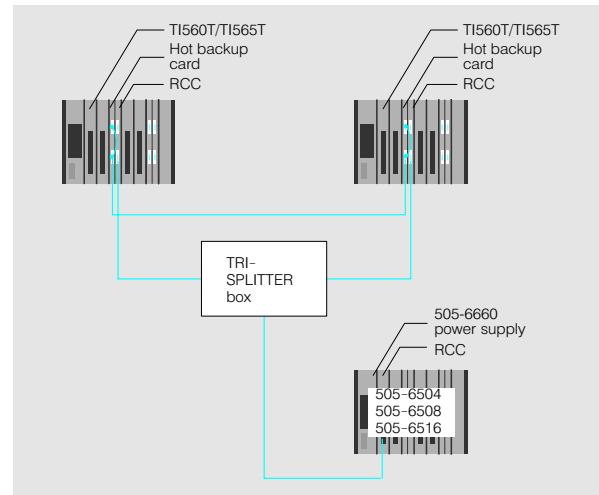 TI560T/TI565T
Hot backup
card
RCC
TI560T/TI565T
Hot backup
card
RCC
TRI-
SPLITTER
box
505-6660
power supply
RCC
505-6504
505-6508
505-6516